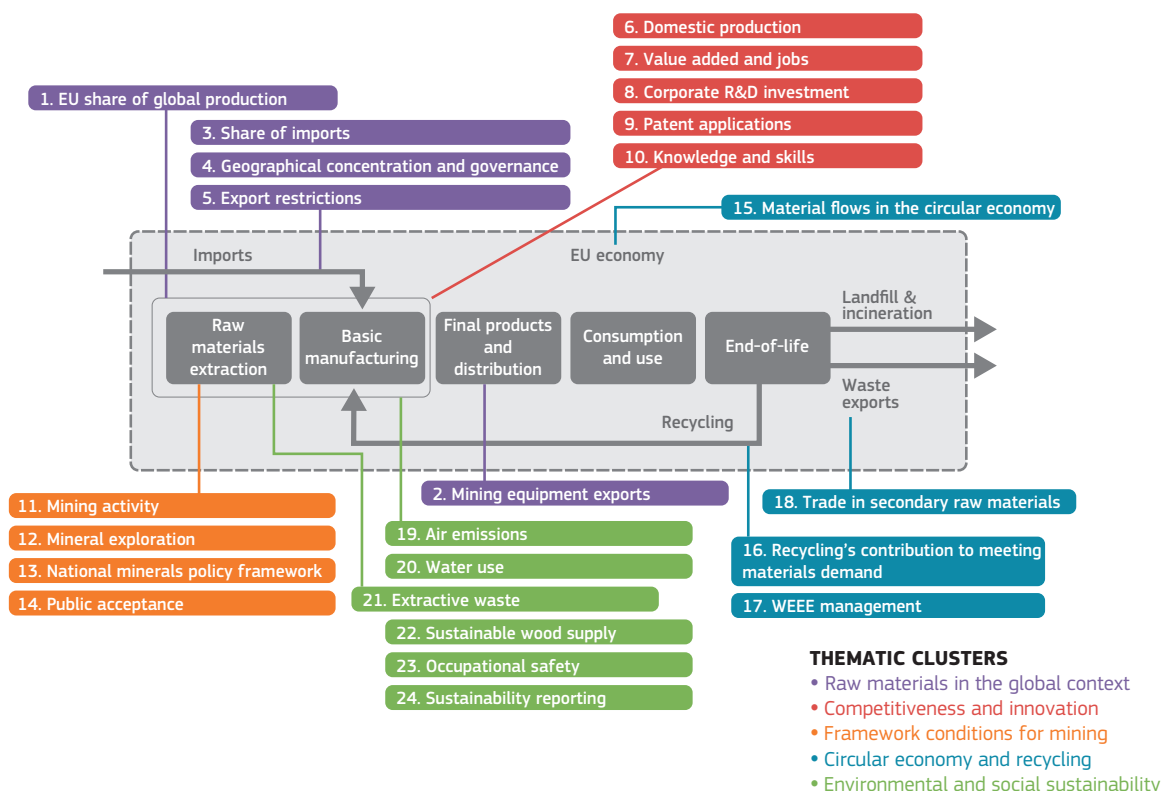 6. Domestic production
7. Value added and jobs
8. Corporate R&D investment
9. Patent applications
10. Knowledge and skills
1. EU share of global production
3. Share of imports
4. Geographical concentration and governance
5. Export restrictions
15. Material flows in the circular economy
Imports
EU economy
Raw
materials
extraction
Basic
manufacturing
Final products
and
distribution
Consumption
and use
End-of-life
Landfill &
incineration
Waste
exports
Recycling
2. Mining equipment exports
11. Mining activity
12. Mineral exploration
13. National minerals policy framework
14. Public acceptance
19. Air emissions
20. Water use
21. Extractive waste
22. Sustainable wood supply
23. Occupational safety
24. Sustainability reporting
18. Trade in secondary raw materials
16. Recycling's contribution to meeting
materials demand
17. WEEE management
THEMATIC CLUSTERS
• Raw materials in the global context
• Competitiveness and innovation
• Framework conditions for mining
• Circular economy and recycling
• Environmental and social sustainability